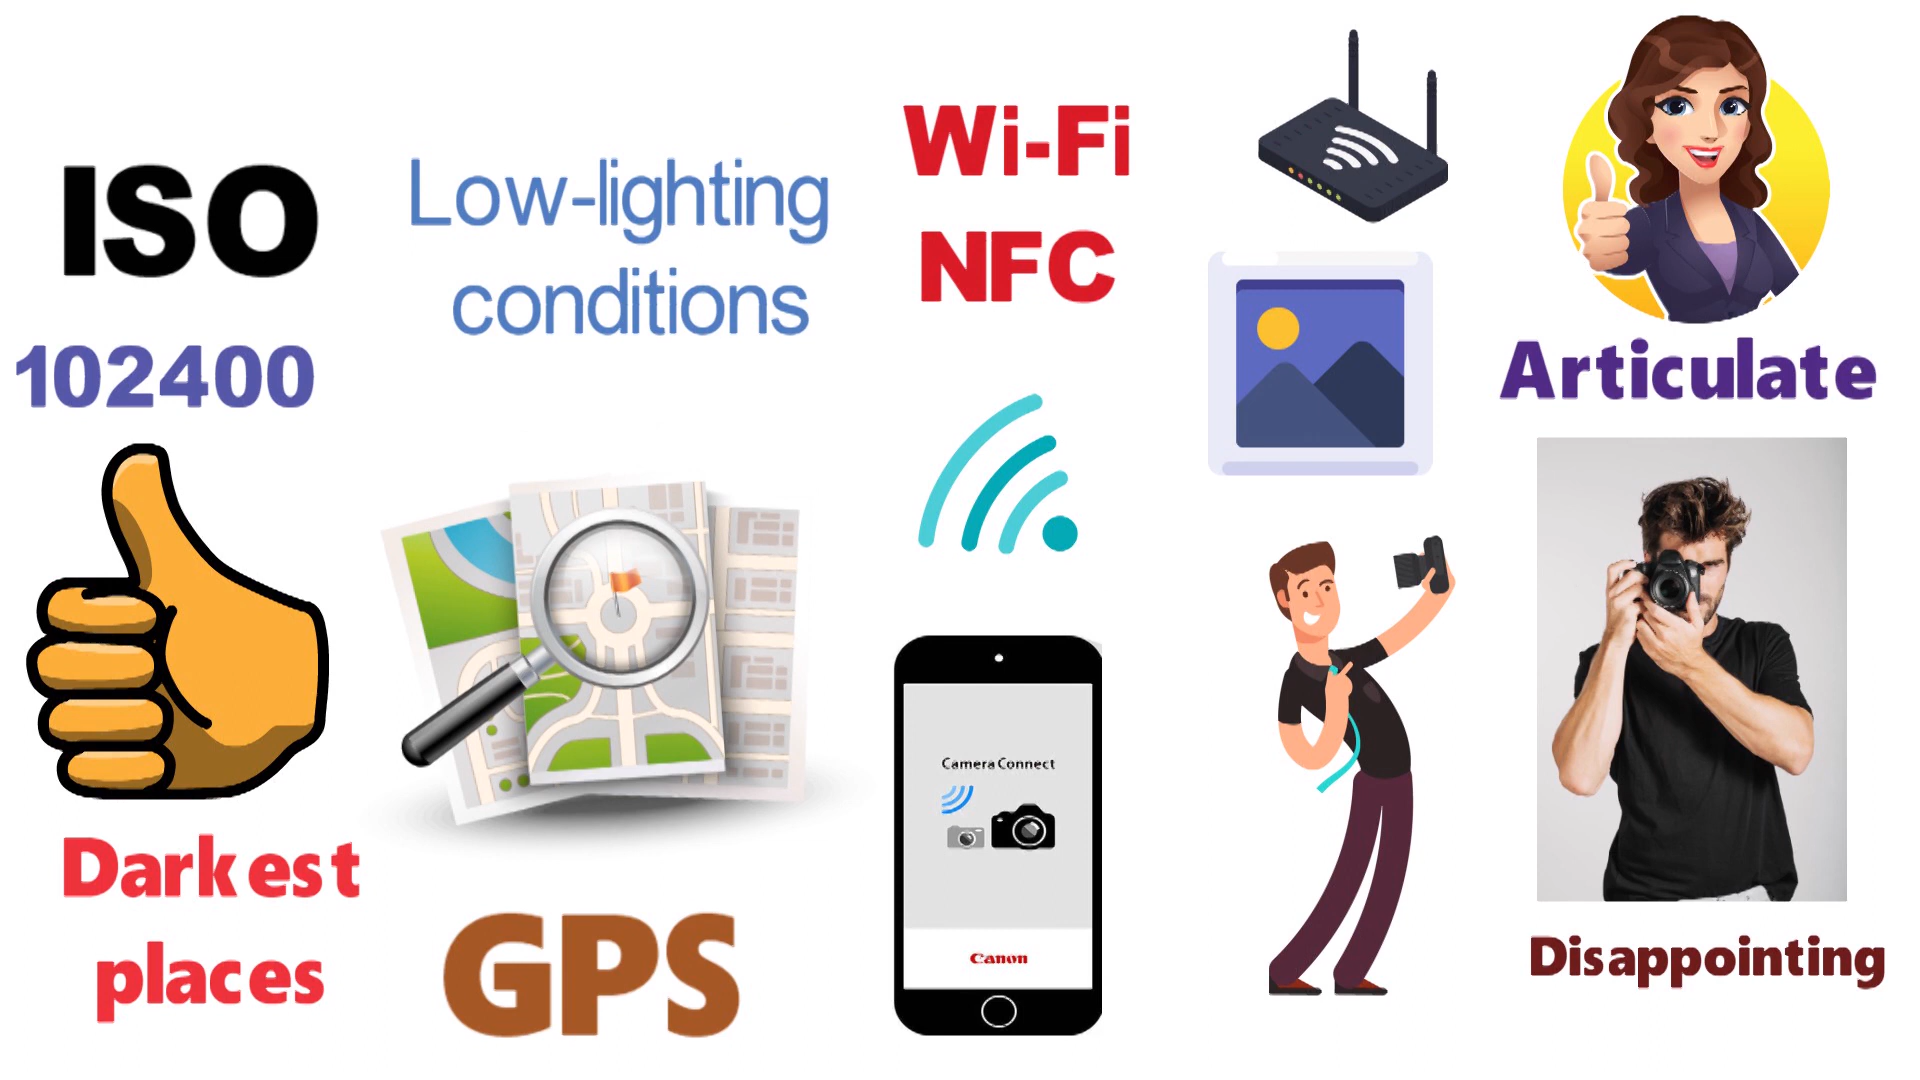 ISO
102400
Darkest
places
Low-lighting
conditions
GPS
Wi-Fi
NFC
Camera Connect
Canon
Articulate
Disappointing